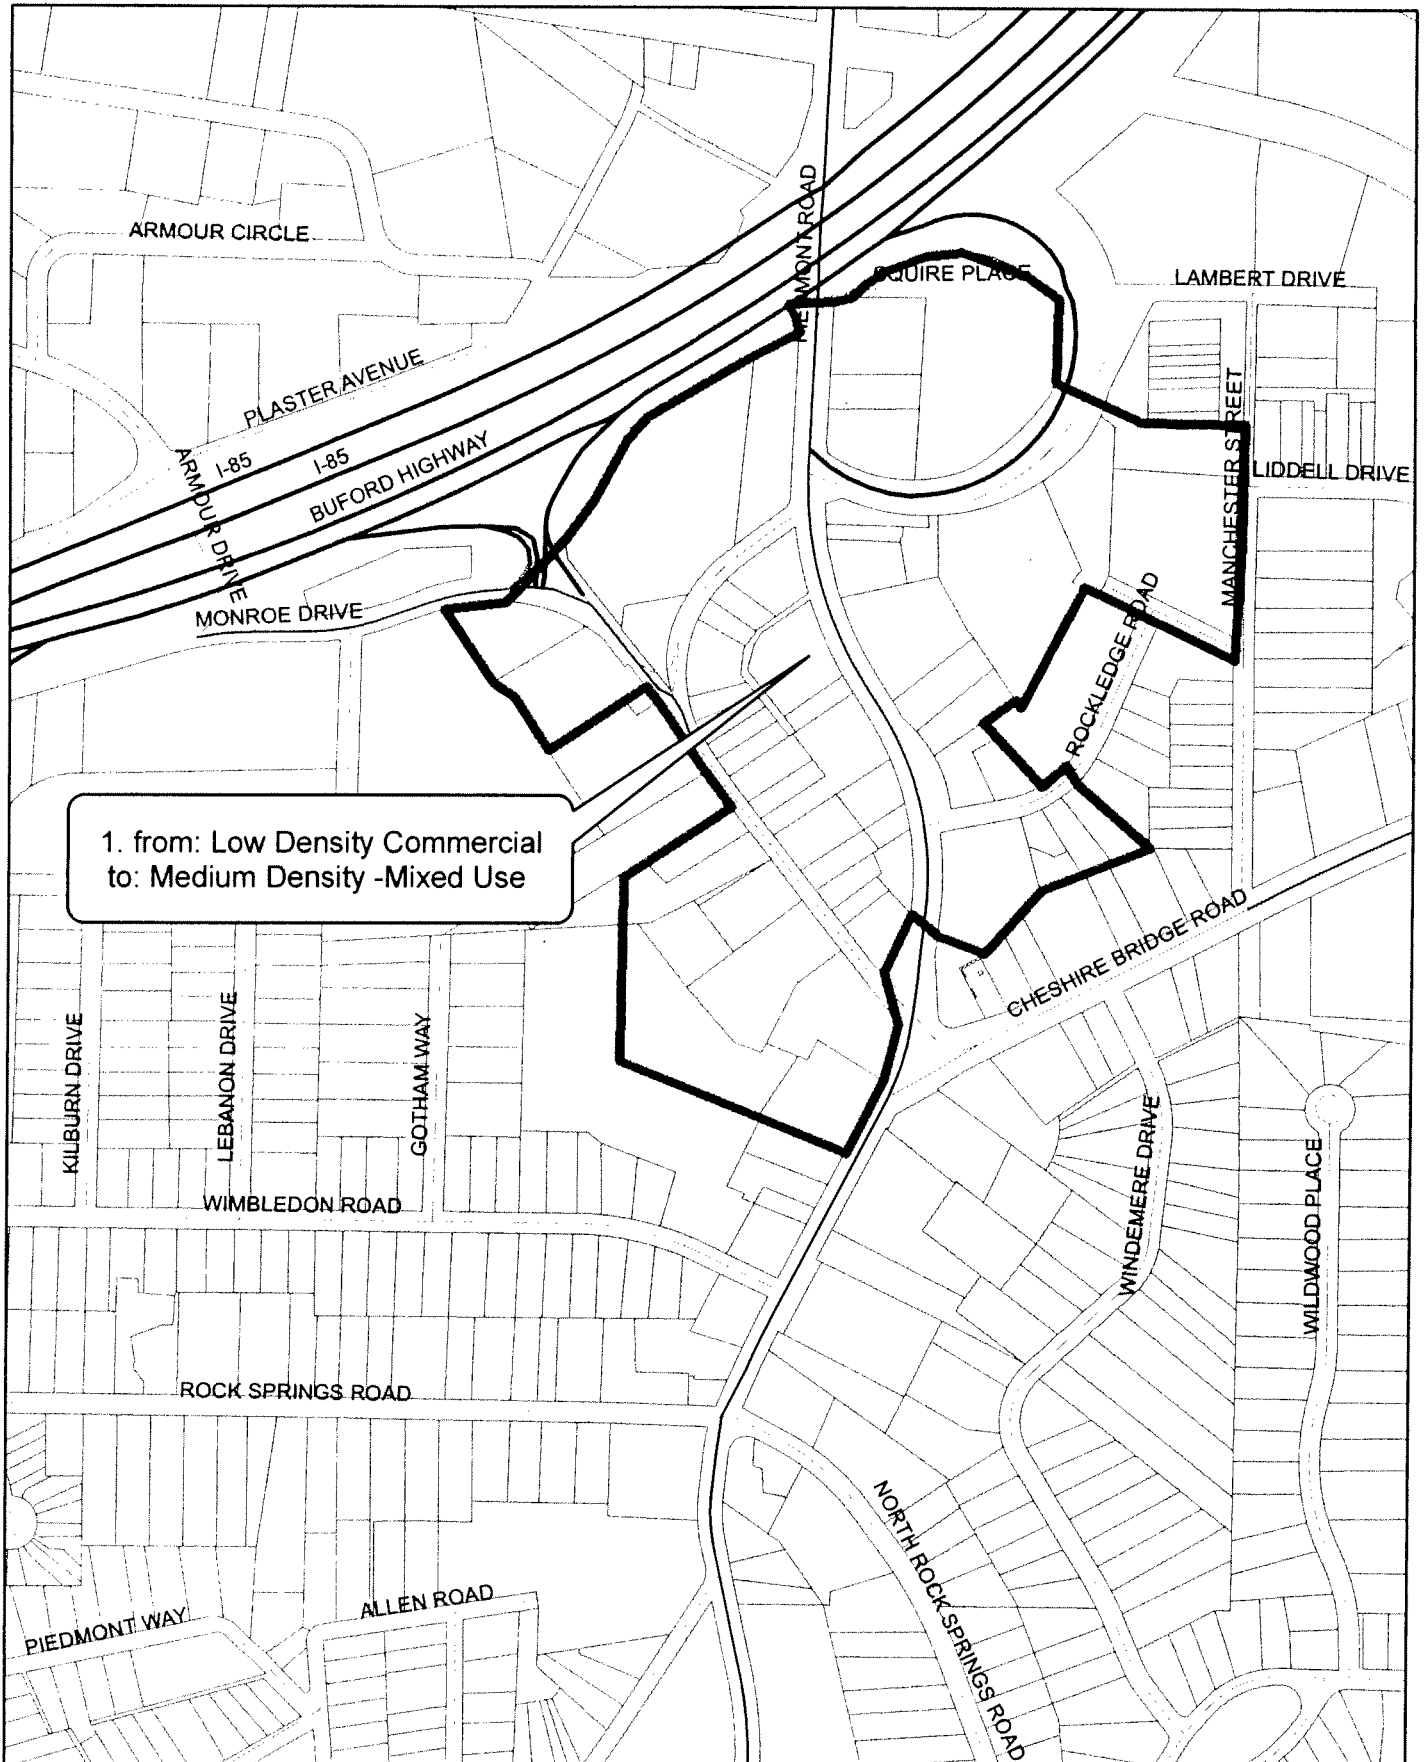 ARMOUR CIRCLE
PIEDMONT ROAD
SQUIRE PLACE
LAMBERT DRIVE
PLASTER AVENUE
I-85
I-85
BUFORD HIGHWAY
ARMOUR DRIVE
MANCHESTER STREET
LIDDELL DRIVE
MONROE DRIVE
ROCKLEDGE ROAD
1. from: Low Density Commercial
to: Medium Density -Mixed Use
CHESHIRE BRIDGE ROAD
KILBURN DRIVE
LEBANON DRIVE
GOTHAM WAY
WINDEMERE DRIVE
WILDWOOD PLACE
WIMBLEDON ROAD
ROCK SPRINGS ROAD
NORTH ROCK SPRINGS ROAD
ALLEN ROAD
PIEDMONT WAY